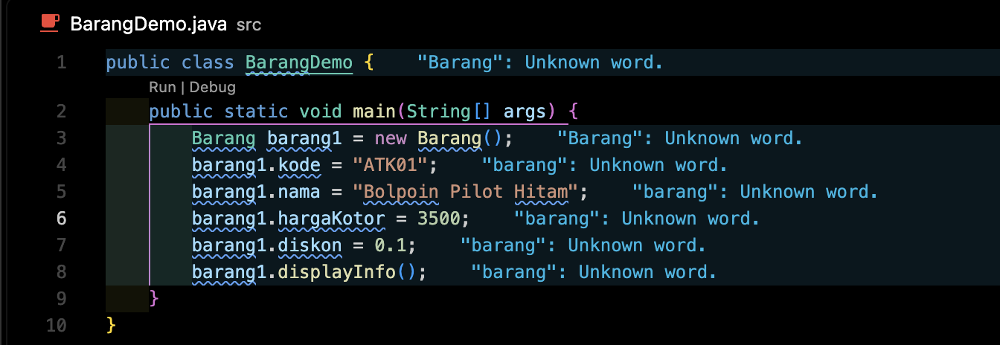 BarangDemo.java src
1 public class BarangDemo { "Barang": Unknown word.
Run | Debug
2 public static void main(String[] args) {
3 Barang barang1 = new Barang(); "Barang": Unknown word.
4 barang1.kode = "ATK01"; "barang": Unknown word.
5 barang1.nama = "Bolpoin Pilot Hitam"; "barang": Unknown word.
6 barang1.hargaKotor = 3500; "barang": Unknown word.
7 barang1.diskon = 0.1; "barang": Unknown word.
8 barang1.displayInfo(); "barang": Unknown word.
9 }
10 }